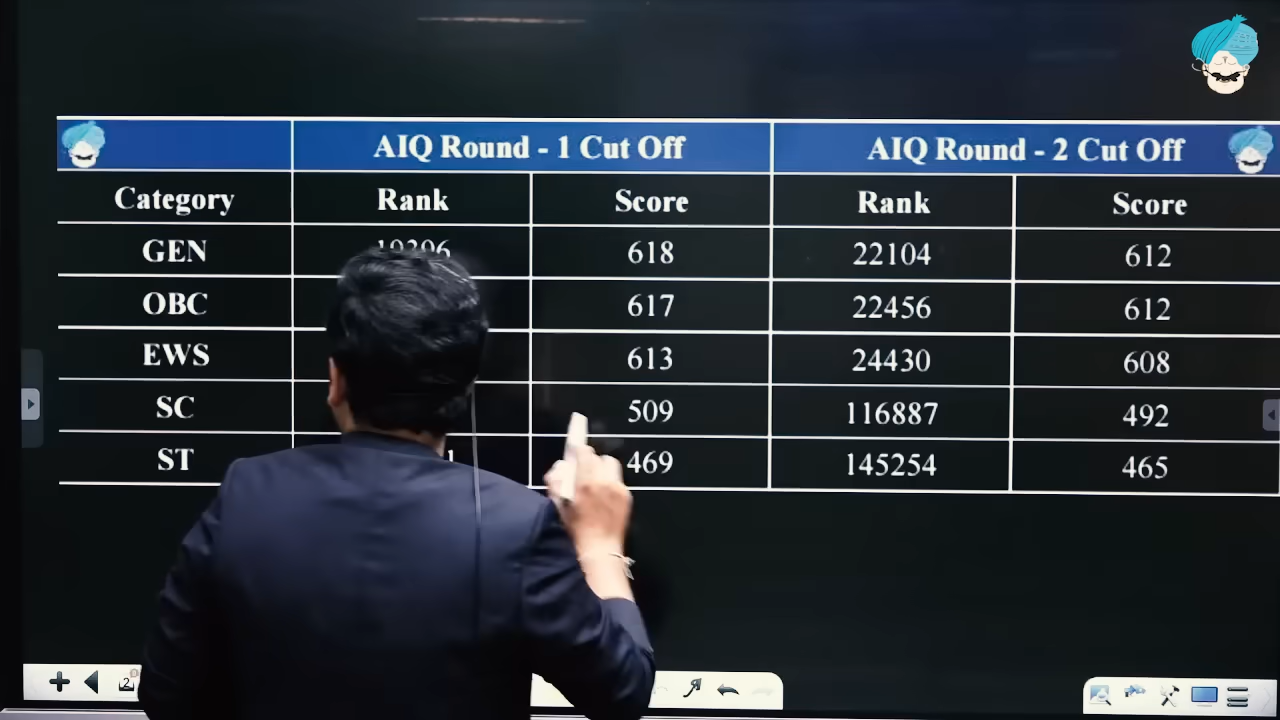 AIQ Round - 1 Cut Off AIQ Round - 2 Cut Off
Category Rank Score Rank Score
GEN 618 22104 612
OBC 617 22456 612
EWS 613 24430 608
SC 509 116887 492
ST 469 145254 465